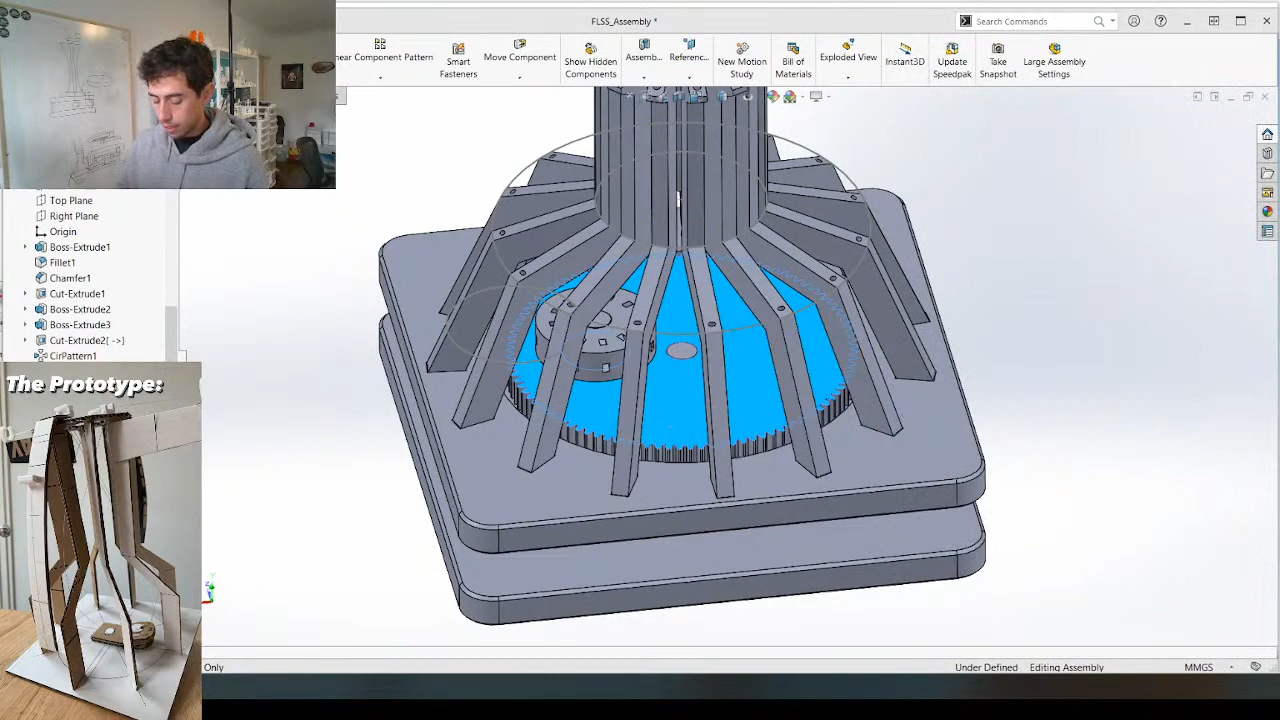 FLSS_Assembly *
Search Commands
near Component Pattern
Smart
Fasteners
Move Component
Show Hidden
Components
Assemb...
Referenc...
New Motion
Study
Bill of
Materials
Exploded View
Instant3D
Update
Speedpak
Take
Snapshot
Large Assembly
Settings
Top Plane
Right Plane
Origin
Boss-Extrude1
Fillet1
Chamfer1
Cut-Extrude1
Boss-Extrude2
Boss-Extrude3
Cut-Extrude2[ ->]
CirPattern1
The Prototype:
Only
Under Defined
Editing Assembly
MMGS